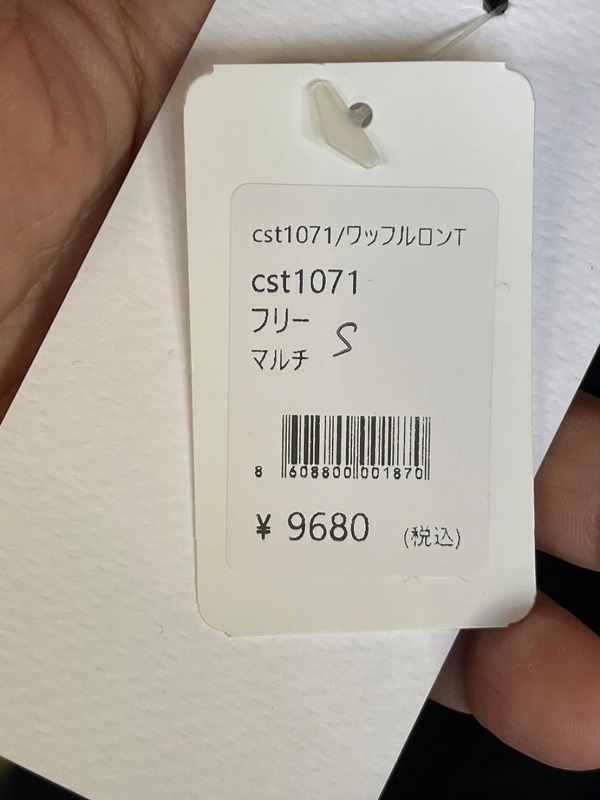 cst1071/ワッフルロンT
cst1071
フリー
マルチ S
8 608800 001870
¥ 9680 (税込)